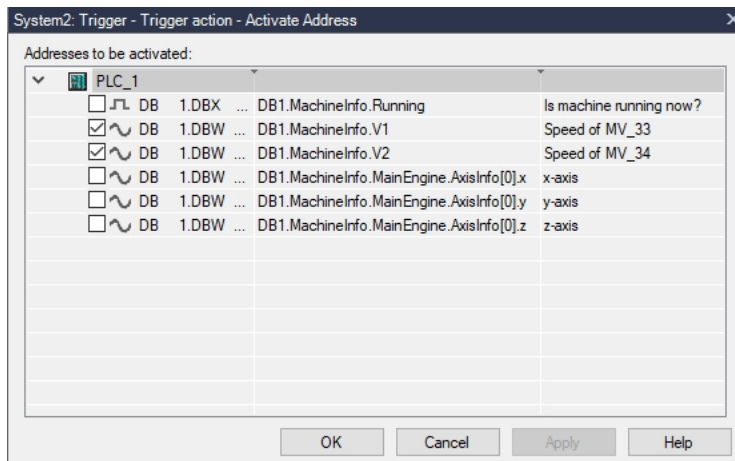 System2: Trigger - Trigger action - Activate Address
Addresses to be activated:
PLC_1
DB 1.DBX ... DB1.MachineInfo.Running Is machine running now?
DB 1.DBW ... DB1.MachineInfo.V1 Speed of MV_33
DB 1.DBW ... DB1.MachineInfo.V2 Speed of MV_34
DB 1.DBW ... DB1.MachineInfo.MainEngine.AxisInfo[0].x x-axis
DB 1.DBW ... DB1.MachineInfo.MainEngine.AxisInfo[0].y y-axis
DB 1.DBW ... DB1.MachineInfo.MainEngine.AxisInfo[0].z z-axis
OK Cancel Apply Help